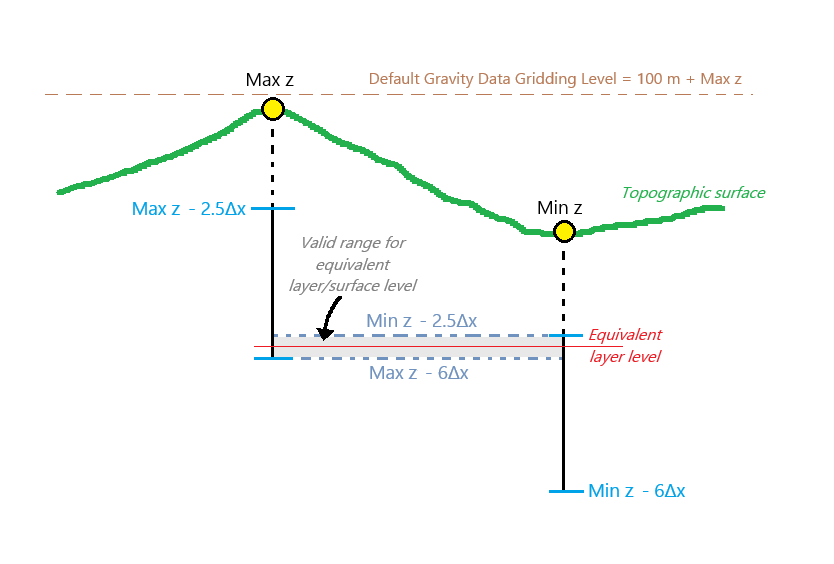 Max z
Default Gravity Data Gridding Level = 100 m + Max z
Topographic surface
Min z
Max z - 2.5Δx
Valid range for
equivalent
layer/surface level
Min z - 2.5Δx
Equivalent
layer level
Max z - 6Δx
Min z - 6Δx